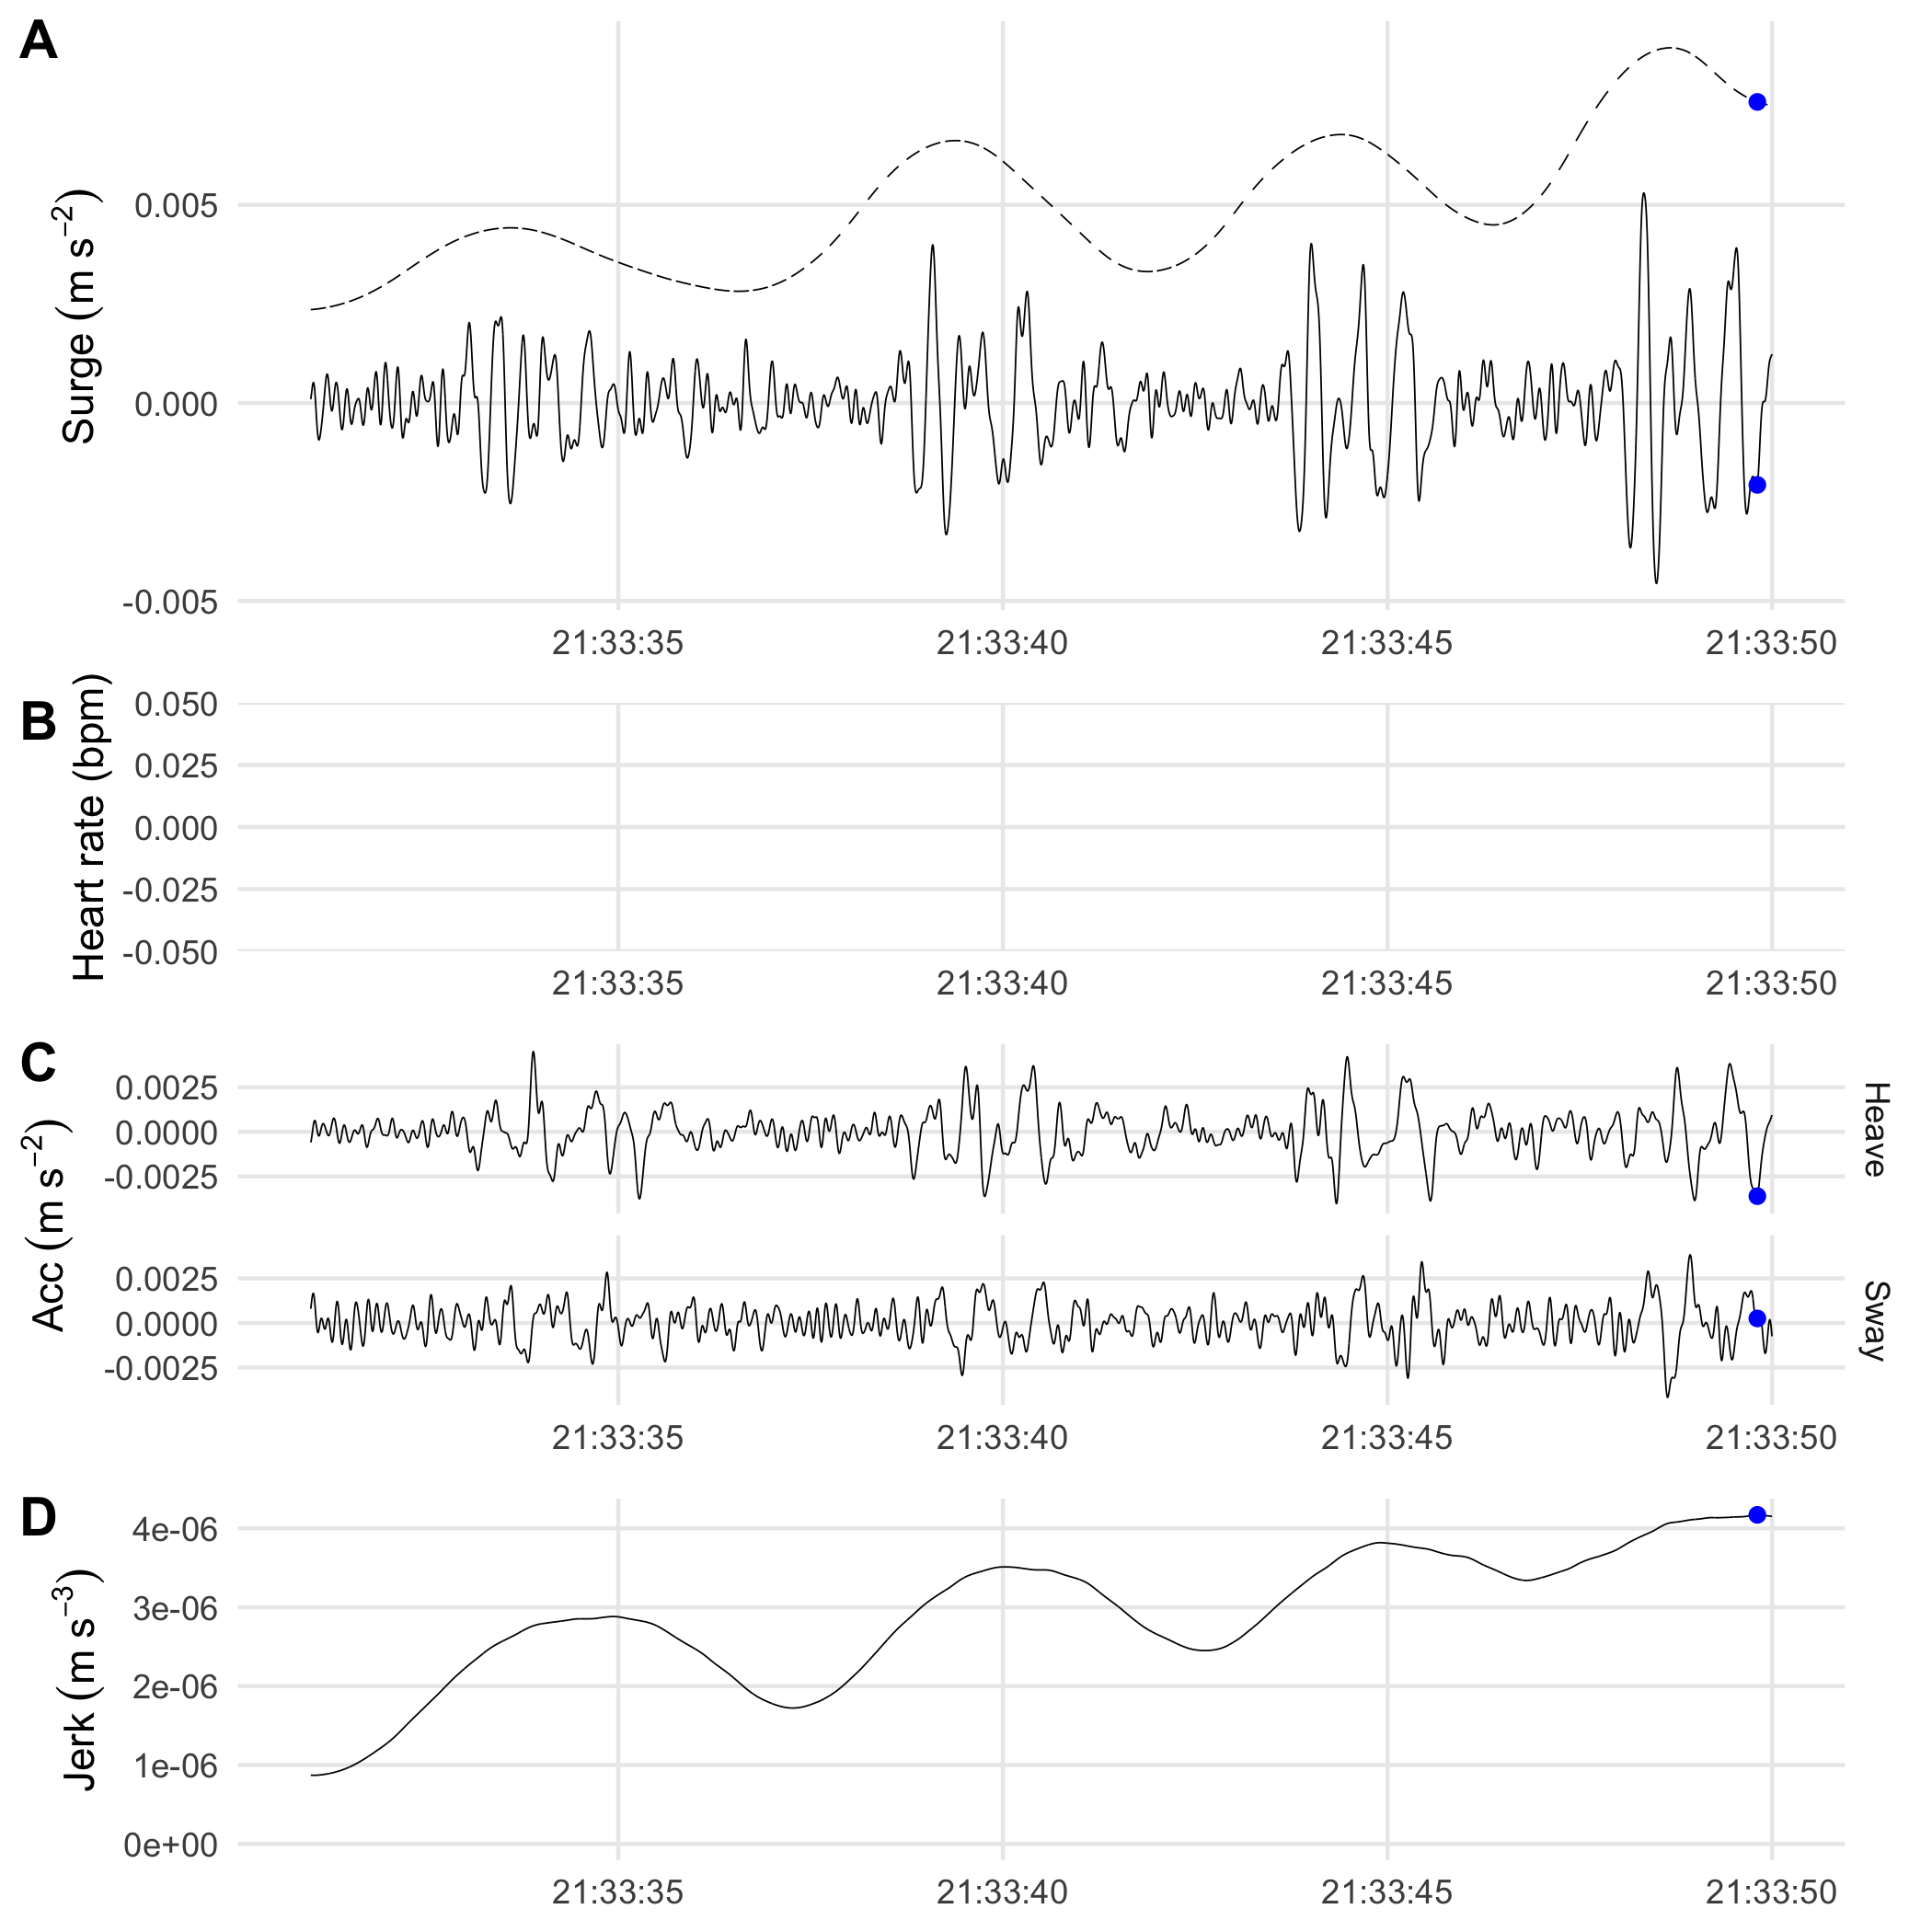 A
Surge (m s⁻²)
0.005
0.000
-0.005
21:33:35 21:33:40 21:33:45 21:33:50
B
Heart rate (bpm)
0.050
0.025
0.000
-0.025
-0.050
21:33:35 21:33:40 21:33:45 21:33:50
C
Acc (m s⁻²)
0.0025
0.0000
-0.0025
Heave
0.0025
0.0000
-0.0025
Sway
21:33:35 21:33:40 21:33:45 21:33:50
D
Jerk (m s⁻³)
4e-06
3e-06
2e-06
1e-06
0e+00
21:33:35 21:33:40 21:33:45 21:33:50